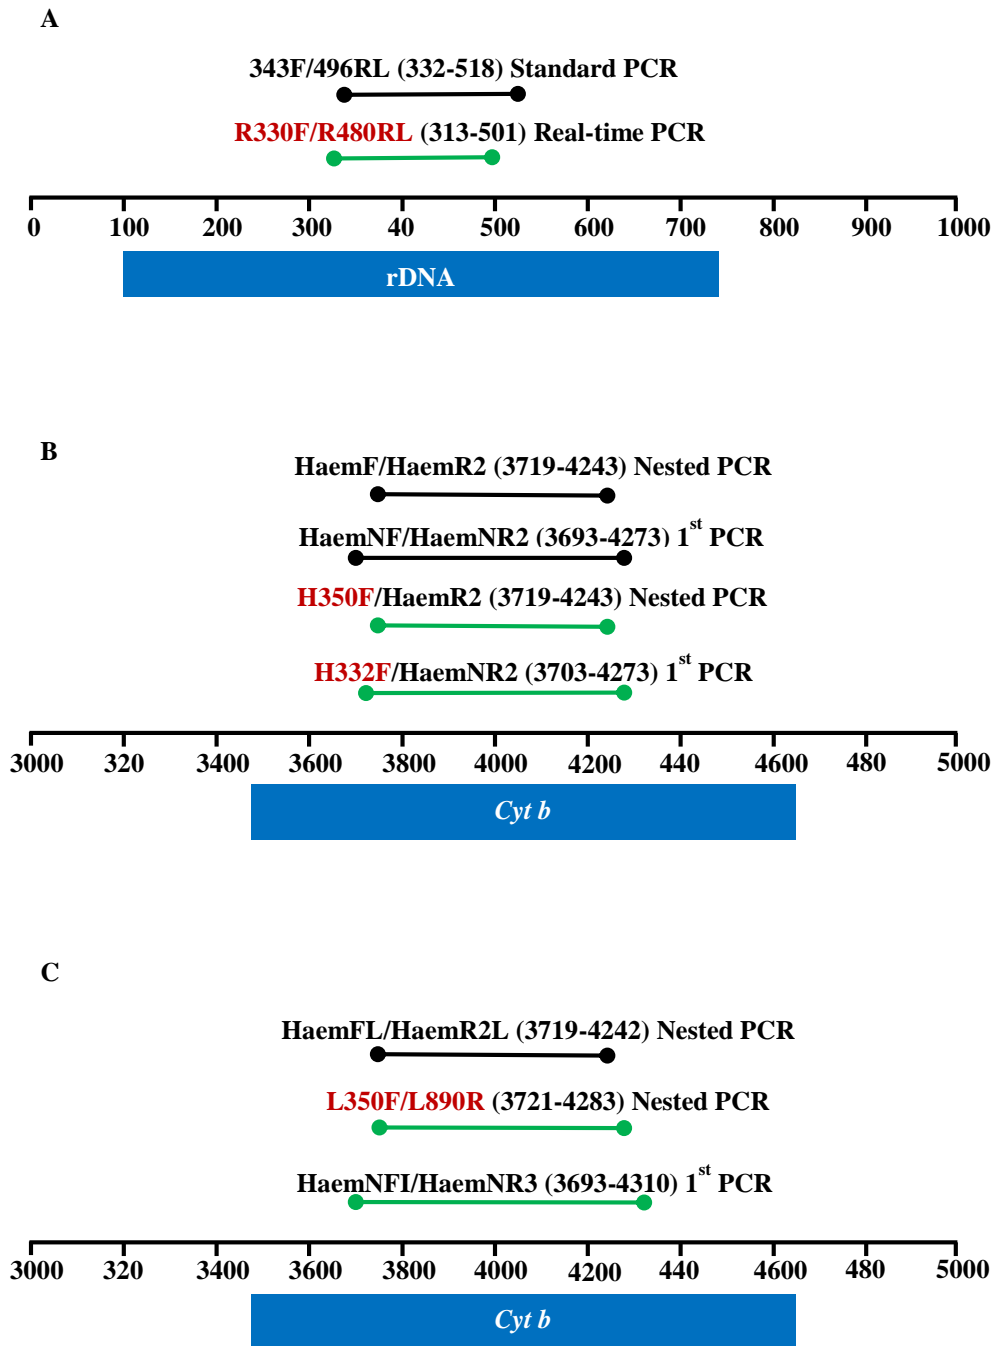 A
343F/496RL (332-518) Standard PCR
R330F/R480RL (313-501) Real-time PCR
0 100 200 300 40 500 600 700 800 900 1000
rDNA
B
HaemF/HaemR2 (3719-4243) Nested PCR
HaemNF/HaemNR2 (3693-4273) 1st PCR
H350F/HaemR2 (3719-4243) Nested PCR
H332F/HaemNR2 (3703-4273) 1st PCR
3000 320 3400 3600 3800 4000 4200 440 4600 480 5000
Cyt b
C
HaemFL/HaemR2L (3719-4242) Nested PCR
L350F/L890R (3721-4283) Nested PCR
HaemNFI/HaemNR3 (3693-4310) 1st PCR
3000 320 3400 3600 3800 4000 4200 440 4600 480 5000
Cyt b